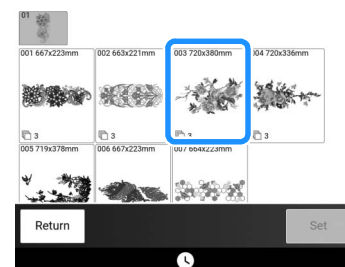 01
001 667x223mm 002 663x221mm 003 720x380mm 004 720x336mm
3 3 3 3
005 719x378mm 006 667x223mm 007 664x223mm
Return Set